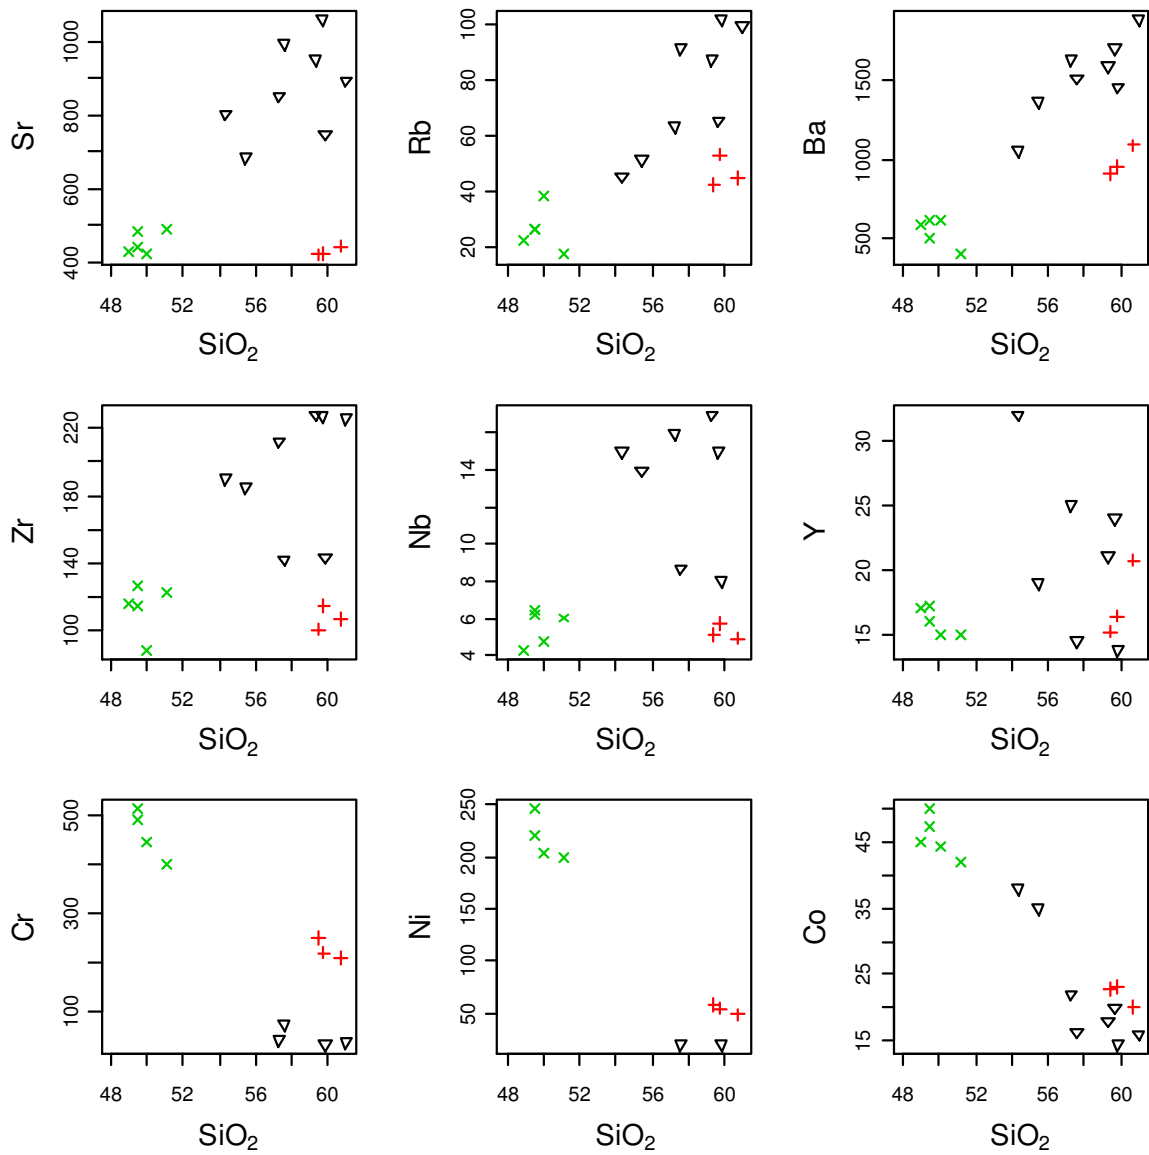 Sr
400 600 800 1000
48 52 56 60
SiO₂
Rb
20 40 60 80 100
48 52 56 60
SiO₂
Ba
500 1000 1500
48 52 56 60
SiO₂
Zr
100 140 180 220
48 52 56 60
SiO₂
Nb
4 6 8 10 14
48 52 56 60
SiO₂
Y
15 20 25 30
48 52 56 60
SiO₂
Cr
100 300 500
48 52 56 60
SiO₂
Ni
50 100 150 200 250
48 52 56 60
SiO₂
Co
15 25 35 45
48 52 56 60
SiO₂